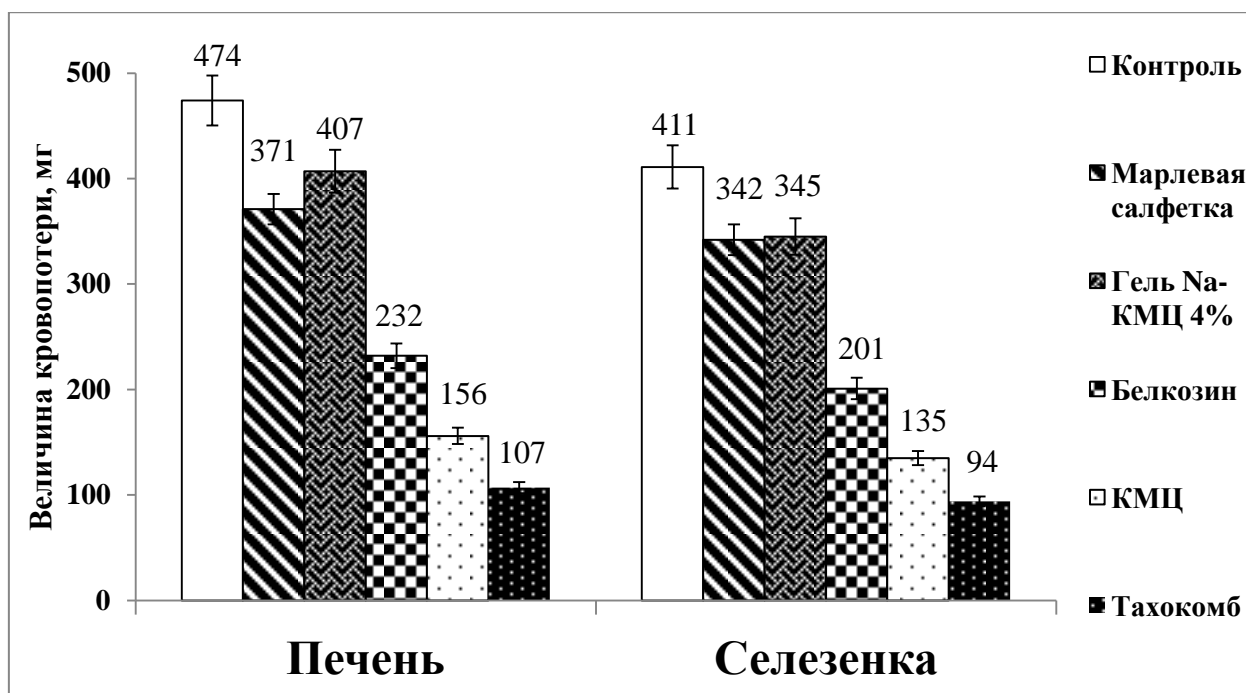 Величина кровопотери, мг
500
400
300
200
100
0
474
371
407
232
156
107
411
342
345
201
135
94
Печень
Селезенка
Контроль
Марлевая
салфетка
Гель Na-
КМЦ 4%
Белкозин
КМЦ
Тахокомб